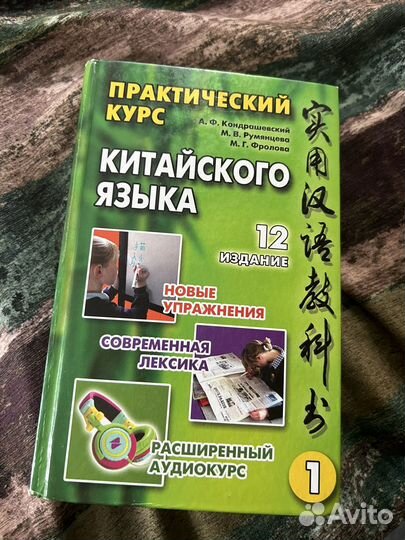 ПРАКТИЧЕСКИЙ
КУРС
А. Ф. Кондрашевский
М. В. Румянцева
М. Г. Фролова
КИТАЙСКОГО
ЯЗЫКА
实用汉语教科书
12
ИЗДАНИЕ
НОВЫЕ
УПРАЖНЕНИЯ
СОВРЕМЕННАЯ
ЛЕКСИКА
РАСШИРЕННЫЙ
АУДИОКУРС
1
Avito